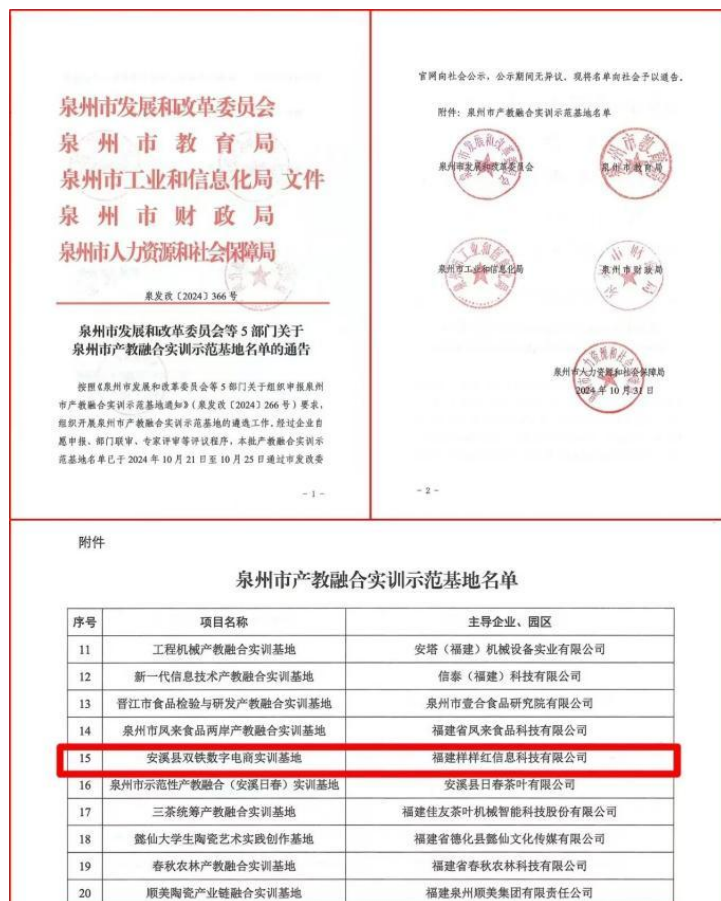 泉州市发展和改革委员会
泉州市教育局
泉州市工业和信息化局 文件
泉州市财政局
泉州市人力资源和社会保障局
泉发改〔2024〕366号
泉州市发展和改革委员会等5部门关于
泉州市产教融合实训示范基地名单的通告
按照《泉州市发展和改革委员会等5部门关于组织申报泉州
市产教融合实训示范基地通知》（泉发改〔2024〕266号）要求，
组织开展泉州市产教融合实训示范基地的遴选工作。经过企业自
愿申报、部门联审、专家评审等评议程序，本批产教融合实训示
范基地名单已于2024年10月21日至10月25日通过市发改委
- 1 -
官网向社会公示，公示期间无异议。现将名单向社会予以通告。
附件：泉州市产教融合实训示范基地名单
泉州市发展和改革委员会 泉州市教育局
泉州市工业和信息化局 泉州市财政局
泉州市人力资源和社会保障局
2024年10月31日
- 2 -
附件
泉州市产教融合实训示范基地名单
序号 项目名称 主导企业、园区
11 工程机械产教融合实训基地 安塔（福建）机械设备实业有限公司
12 新一代信息技术产教融合实训基地 信泰（福建）科技有限公司
13 晋江市食品检验与研发产教融合实训基地 泉州市壹合食品研究院有限公司
14 泉州市凤来食品两岸产教融合实训基地 福建省凤来食品科技有限公司
15 安溪县双铁数字电商实训基地 福建样样红信息科技有限公司
16 泉州市示范性产教融合（安溪日春）实训基地 安溪县日春茶叶有限公司
17 三茶统筹产教融合实训基地 福建佳友茶叶机械智能科技股份有限公司
18 懿仙大学生陶瓷艺术实践创作基地 福建省德化县懿仙文化传媒有限公司
19 春秋农林产教融合实训基地 福建省春秋农林科技有限公司
20 顺美陶瓷产业链融合实训基地 福建泉州顺美集团有限责任公司